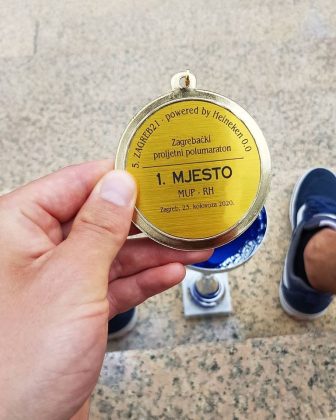 5. ZAGREB21 · powered by Heineken 0.0
Zagrebački
proljetni polumaraton
1. MJESTO
MUP - RH
Zagreb, 23. kolovoza 2020.